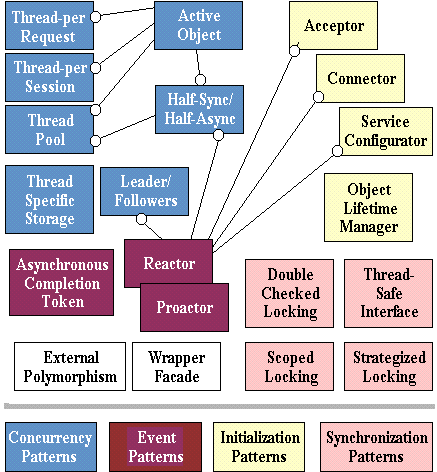 Thread-per
Request
Active
Object
Acceptor
Thread-per
Session
Connector
Thread
Pool
Half-Sync/
Half-Async
Service
Configurator
Thread
Specific
Storage
Leader/
Followers
Object
Lifetime
Manager
Asynchronous
Completion
Token
Reactor
Proactor
Double
Checked
Locking
Thread-
Safe
Interface
External
Polymorphism
Wrapper
Facade
Scoped
Locking
Strategized
Locking
Concurrency
Patterns
Event
Patterns
Initialization
Patterns
Synchronization
Patterns